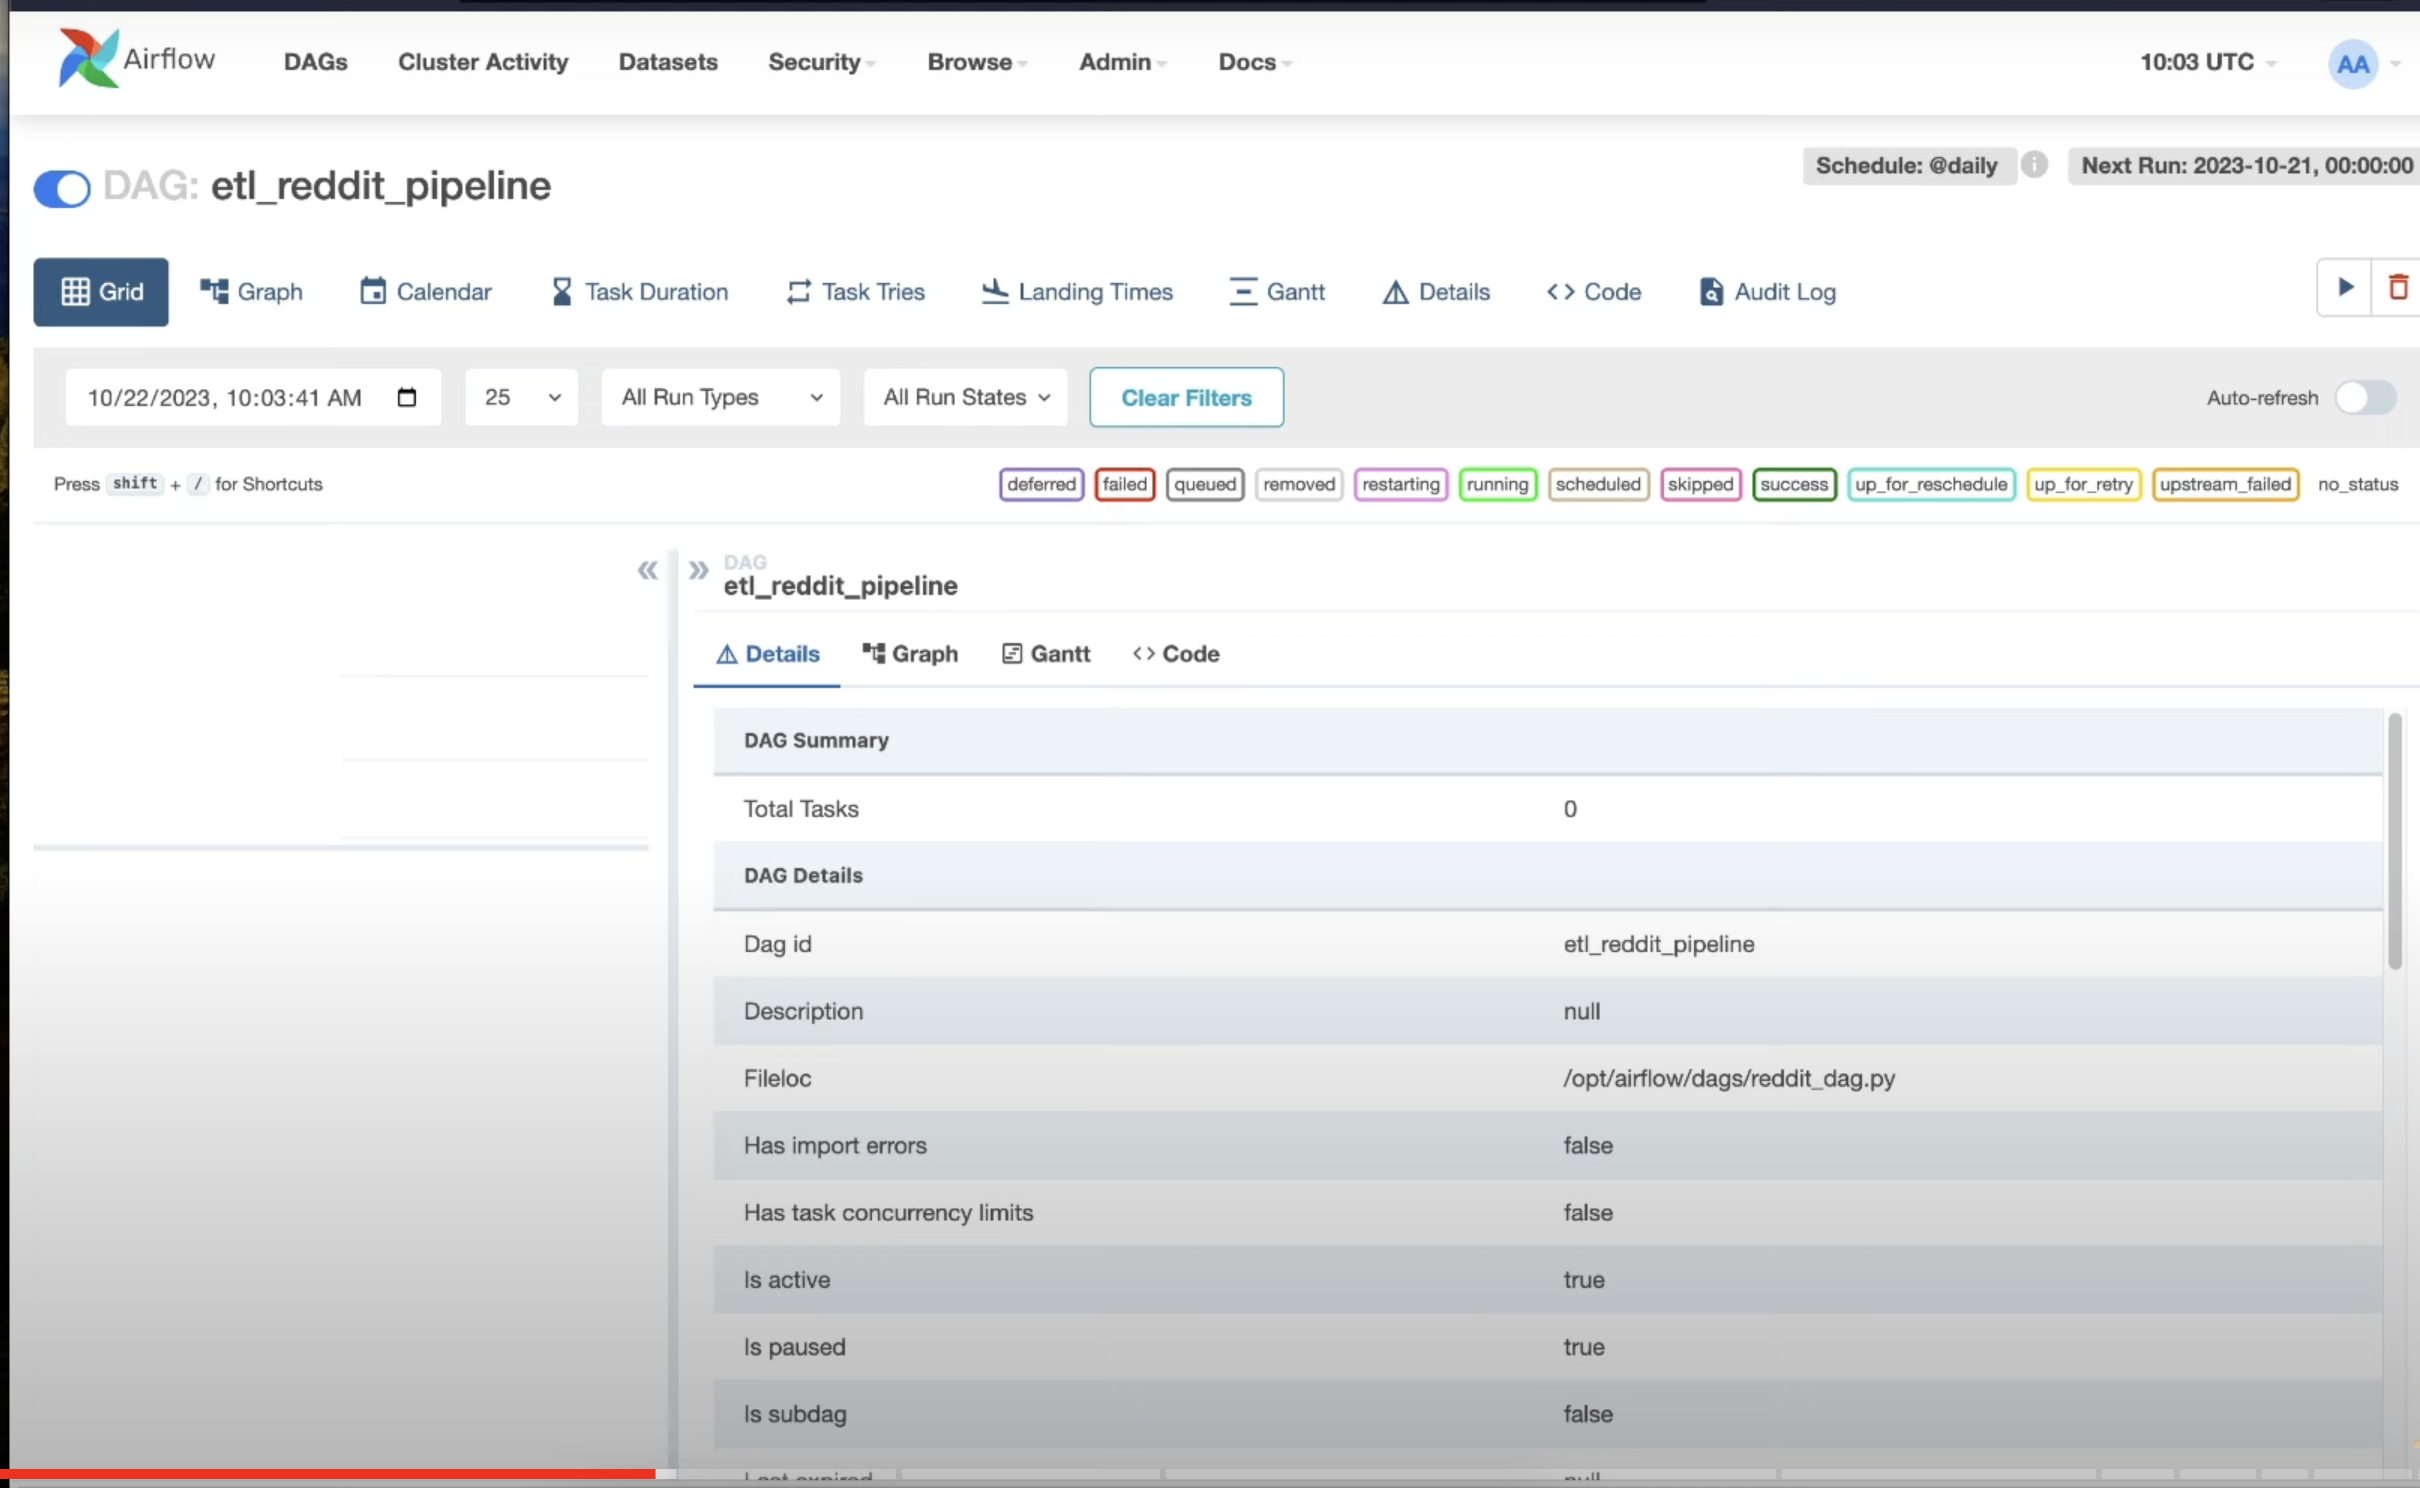 Airflow DAGs Cluster Activity Datasets Security Browse Admin Docs 10:03 UTC AA
Schedule: @daily Next Run: 2023-10-21, 00:00:00
DAG: etl_reddit_pipeline
Grid Graph Calendar Task Duration Task Tries Landing Times Gantt Details <> Code Audit Log
10/22/2023, 10:03:41 AM 25 All Run Types All Run States Clear Filters Auto-refresh
Press shift + / for Shortcuts deferred failed queued removed restarting running scheduled skipped success up_for_reschedule up_for_retry upstream_failed no_status
« » DAG
etl_reddit_pipeline
Details Graph Gantt <> Code
DAG Summary
Total Tasks 0
DAG Details
Dag id etl_reddit_pipeline
Description null
Fileloc /opt/airflow/dags/reddit_dag.py
Has import errors false
Has task concurrency limits false
Is active true
Is paused true
Is subdag false
Last expired null